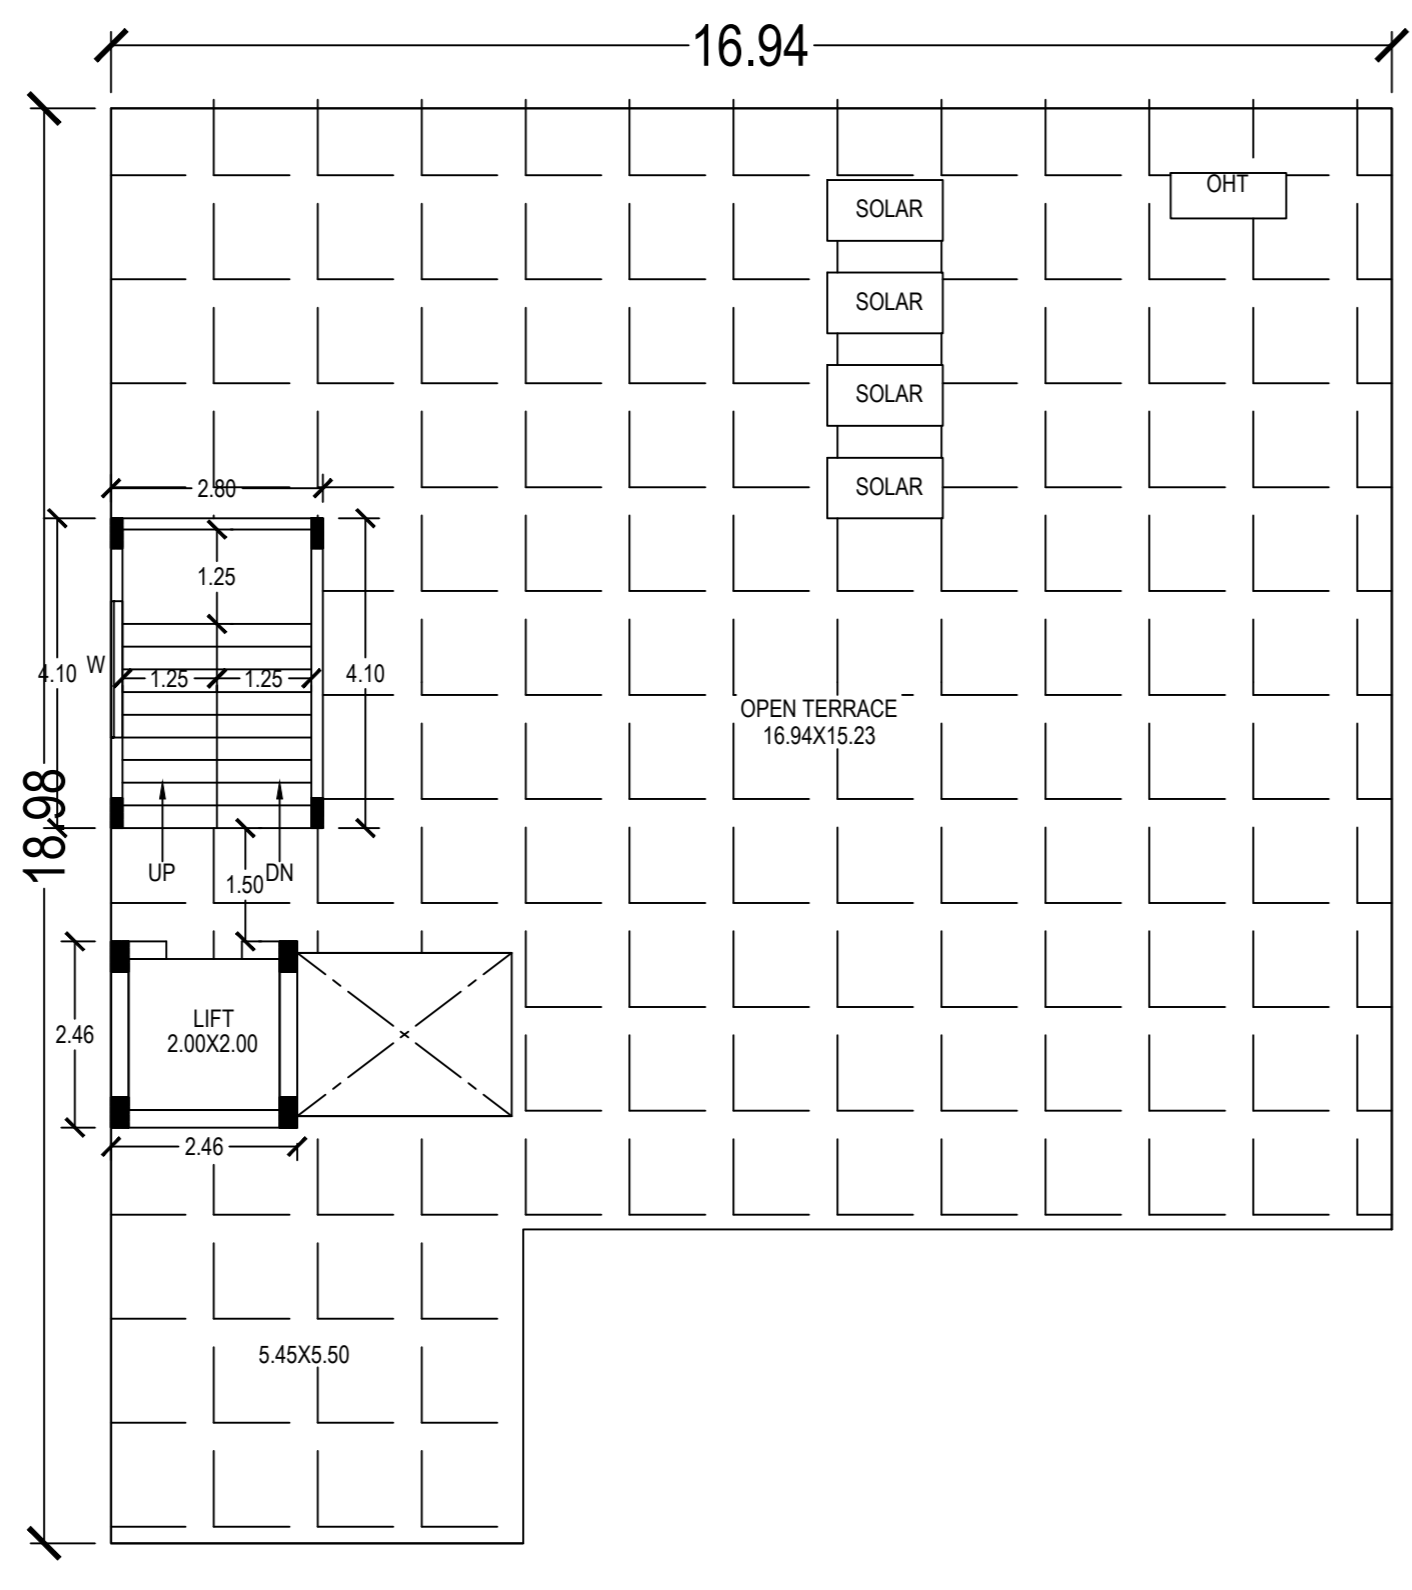 16.94
OHT
SOLAR
SOLAR
SOLAR
SOLAR
2.80
1.25
4.10
W
1.25
1.25
4.10
OPEN TERRACE
16.94X15.23
18.98
UP
1.50
DN
LIFT
2.00X2.00
2.46
2.46
5.45X5.50